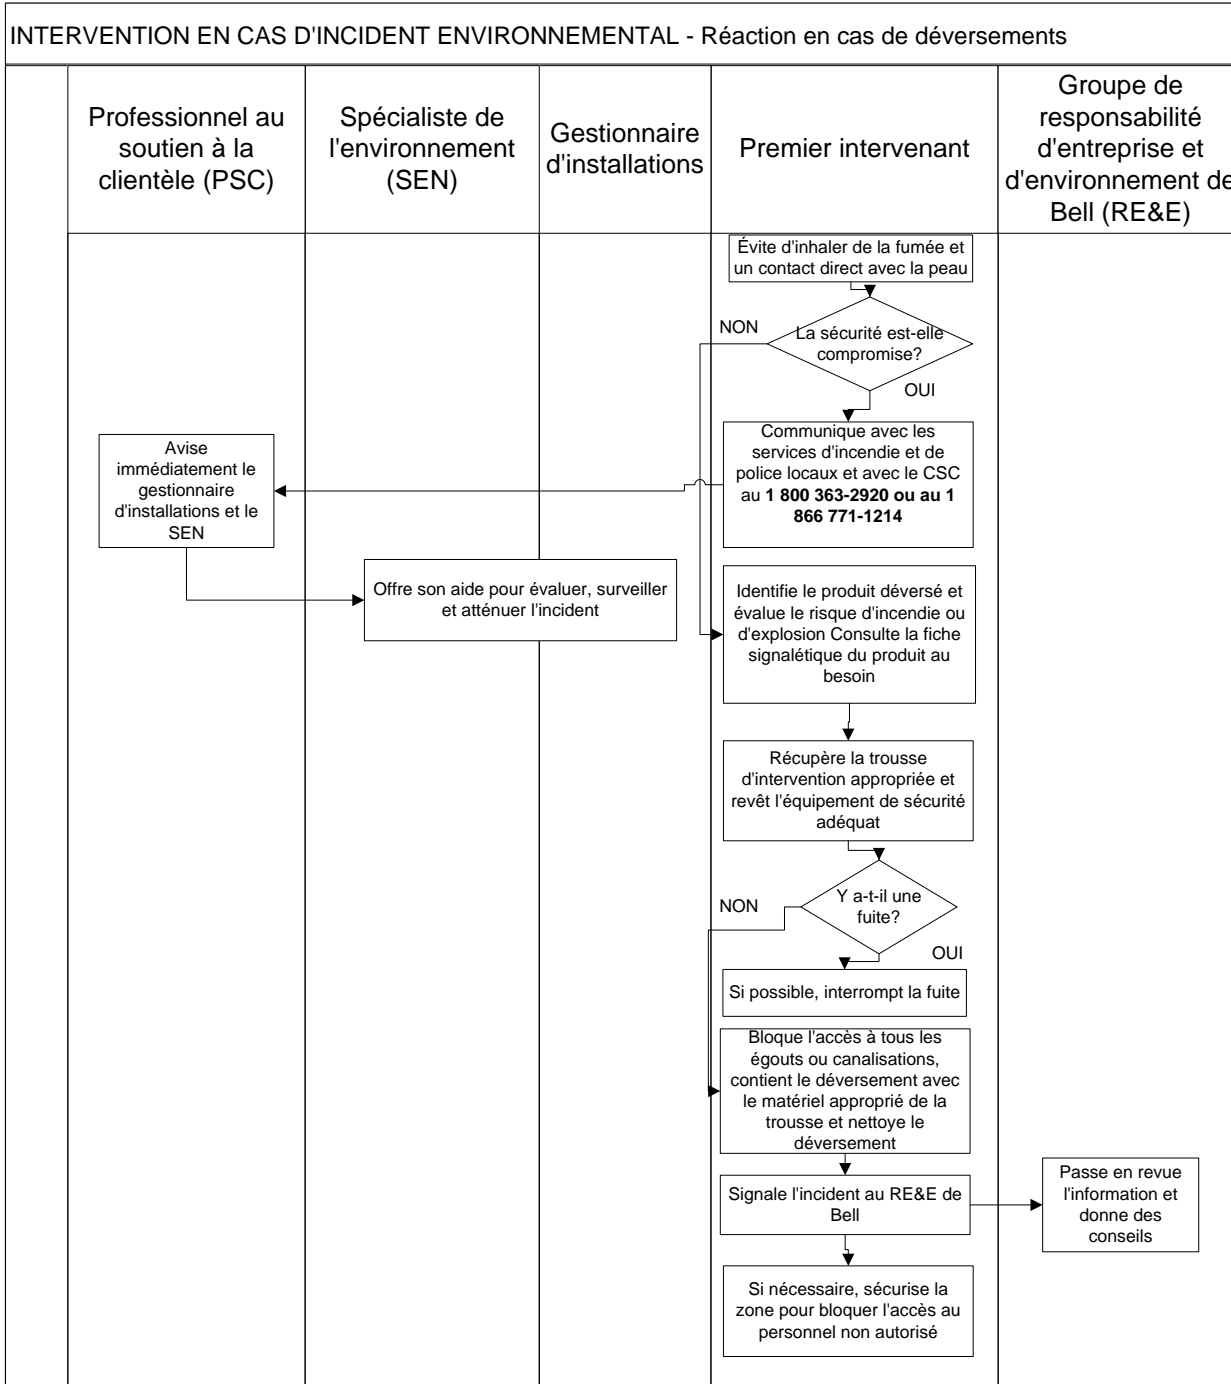 INTERVENTION EN CAS D'INCIDENT ENVIRONNEMENTAL - Réaction en cas de déversements
Professionnel au
soutien à la
clientèle (PSC)
Spécialiste de
l'environnement
(SEN)
Gestionnaire
d'installations
Premier intervenant
Groupe de
responsabilité
d'entreprise et
d'environnement de
Bell (RE&E)
Évite d'inhaler de la fumée et
un contact direct avec la peau
La sécurité est-elle
compromise?
NON
OUI
Communique avec les
services d'incendie et de
police locaux et avec le CSC
au 1 800 363-2920 ou au 1
866 771-1214
Avise
immédiatement le
gestionnaire
d'installations et le
SEN
Offre son aide pour évaluer, surveiller
et atténuer l'incident
Identifie le produit déversé et
évalue le risque d'incendie ou
d'explosion Consulte la fiche
signalétique du produit au
besoin
Récupère la trousse
d'intervention appropriée et
revêt l'équipement de sécurité
adéquat
Y a-t-il une
fuite?
NON
OUI
Si possible, interrompt la fuite
Bloque l'accès à tous les
égouts ou canalisations,
contient le déversement avec
le matériel approprié de la
trousse et nettoye le
déversement
Signale l'incident au RE&E de
Bell
Passe en revue
l'information et
donne des
conseils
Si nécessaire, sécurise la
zone pour bloquer l'accès au
personnel non autorisé